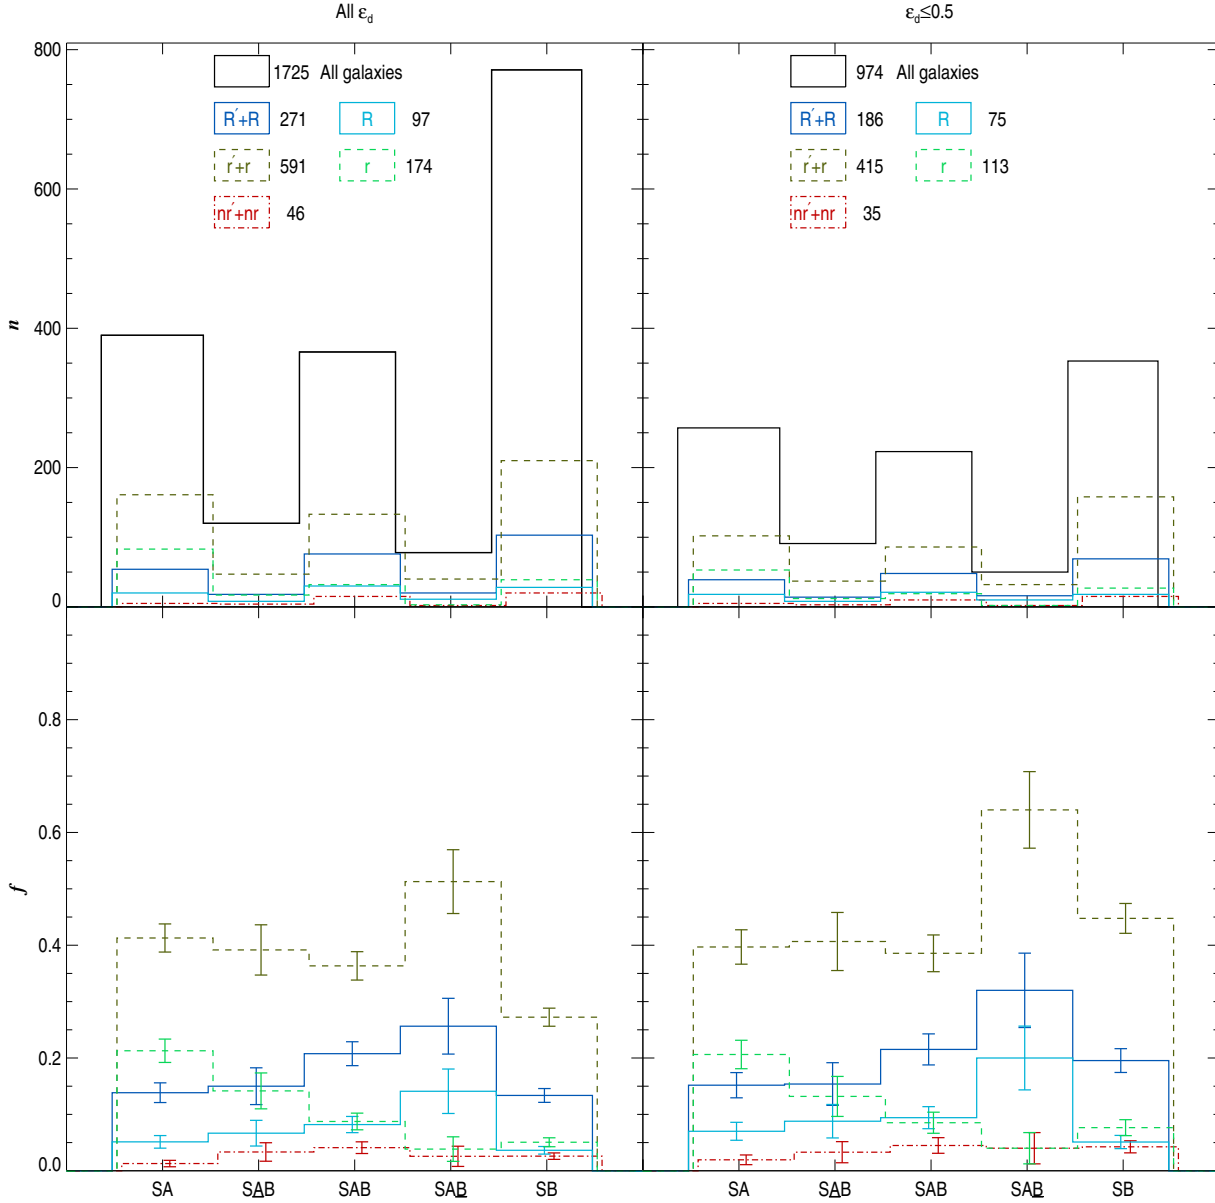 All εd εd≤0.5
800
600
400
200
0
n
1725 All galaxies
R′+R 271 R 97
r′+r 591 r 174
nr′+nr 46
974 All galaxies
R′+R 186 R 75
r′+r 415 r 113
nr′+nr 35
0.8
0.6
0.4
0.2
0.0
f
SA SAB SAB SAB SB
SA SAB SAB SAB SB